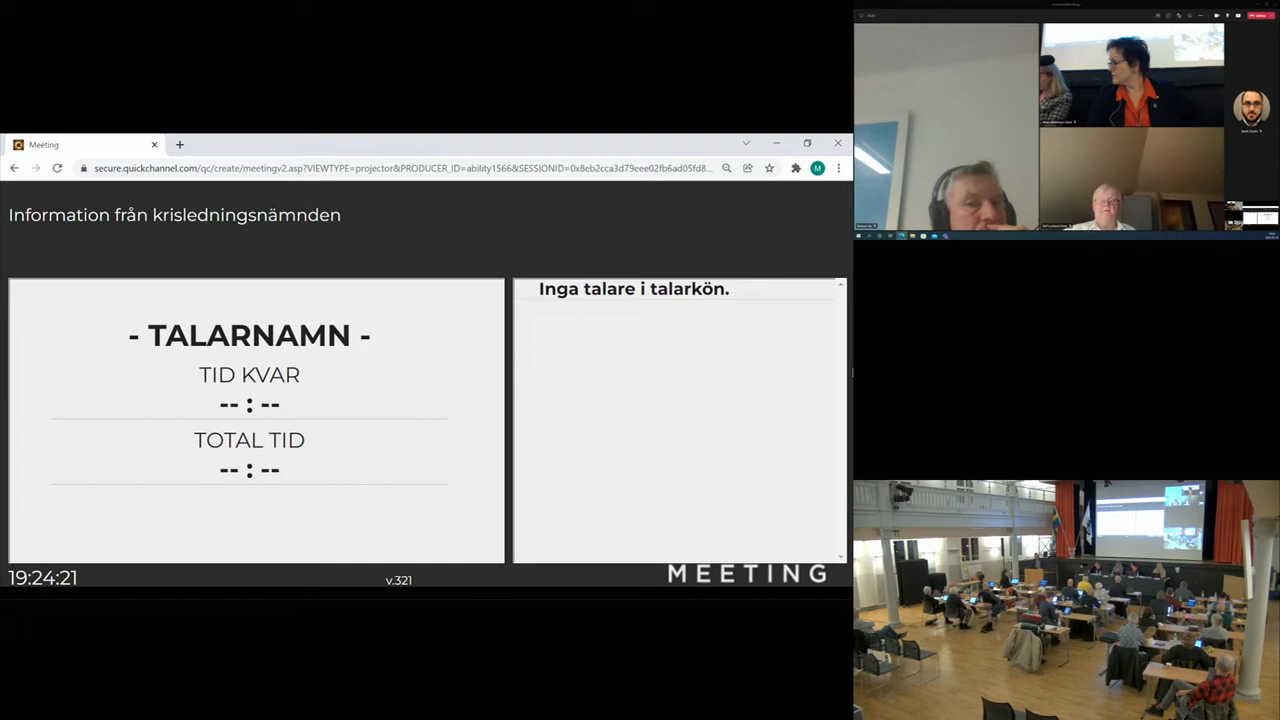 Meeting
secure.quickchannel.com/qc/create/meetingv2.asp?VIEWTYPE=projector&PRODUCER_ID=ability1566&SESSIONID=0x8eb2cca3d79eee02fb6ad05fd8...
M
Information från krisledningsnämnden
- TALARNAMN -
TID KVAR
-- : --
TOTAL TID
-- : --
Inga talare i talarkön.
19:24:21
v.321
MEETING